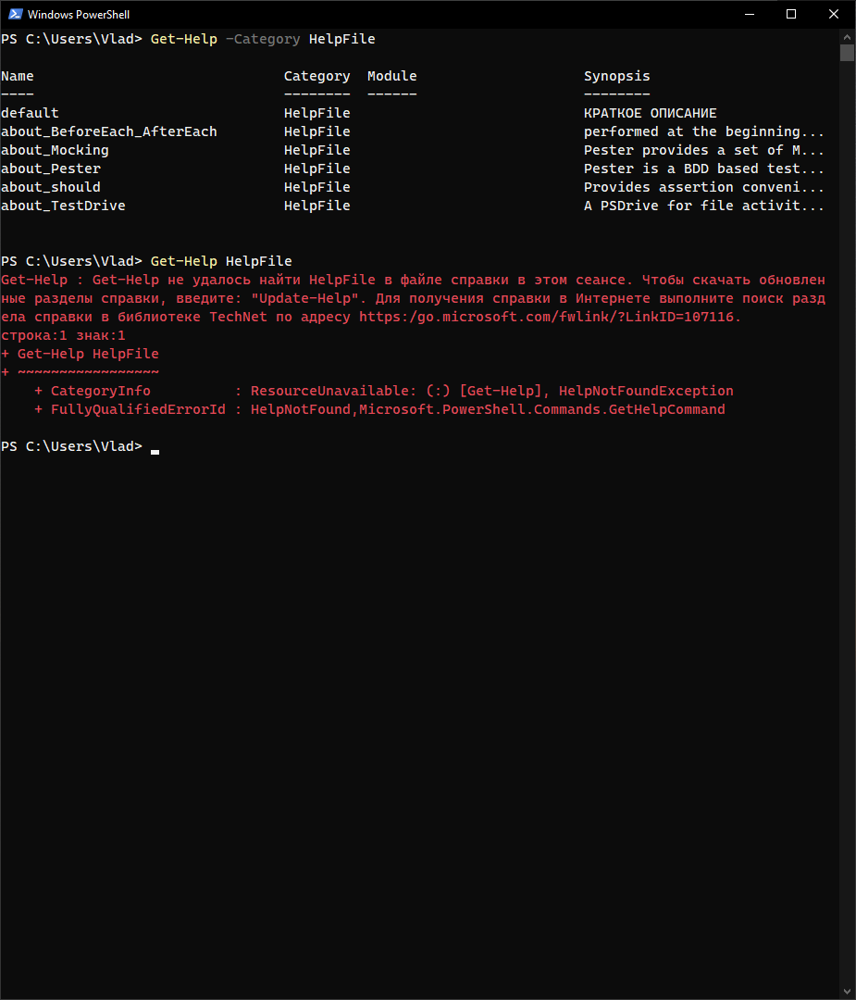 Windows PowerShell
PS C:\Users\Vlad> Get-Help -Category HelpFile
Name                              Category  Module                    Synopsis
----                              --------  ------                    --------
default                           HelpFile                            КРАТКОЕ ОПИСАНИЕ
about_BeforeEach_AfterEach        HelpFile                            performed at the beginning...
about_Mocking                     HelpFile                            Pester provides a set of M...
about_Pester                      HelpFile                            Pester is a BDD based test...
about_should                      HelpFile                            Provides assertion conveni...
about_TestDrive                   HelpFile                            A PSDrive for file activit...
PS C:\Users\Vlad> Get-Help HelpFile
Get-Help : Get-Help не удалось найти HelpFile в файле справки в этом сеансе. Чтобы скачать обновлен
ные разделы справки, введите: "Update-Help". Для получения справки в Интернете выполните поиск разд
ела справки в библиотеке TechNet по адресу https:/go.microsoft.com/fwlink/?LinkID=107116.
строка:1 знак:1
+ Get-Help HelpFile
+ ~~~~~~~~~~~~~~~~~
    + CategoryInfo          : ResourceUnavailable: (:) [Get-Help], HelpNotFoundException
    + FullyQualifiedErrorId : HelpNotFound,Microsoft.PowerShell.Commands.GetHelpCommand
PS C:\Users\Vlad>